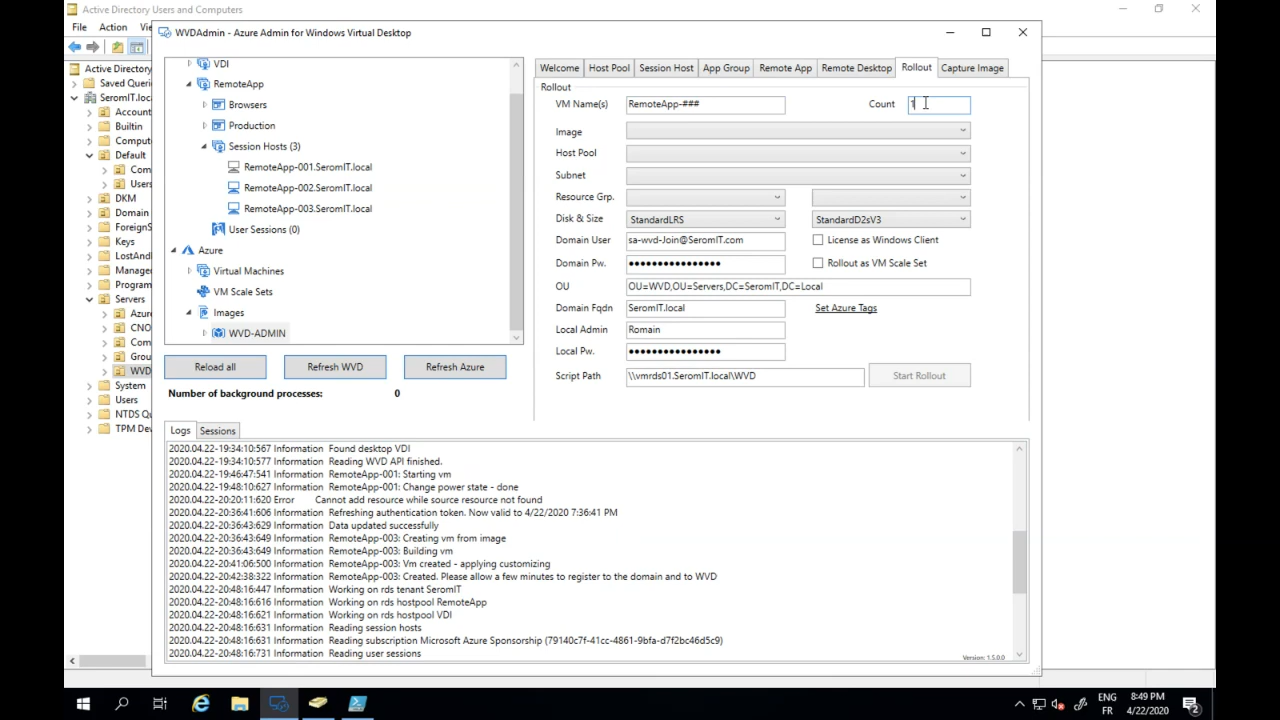 Active Directory Users and Computers
File Action Vi
WVDAdmin - Azure Admin for Windows Virtual Desktop
Active Directory
Saved Queri
SeromIT.loc
Account
Builtin
Comput
Default
Com
Users
DKM
Domain
ForeignS
Keys
LostAnd
Manage
Program
Servers
Azur
CNO
Com
Grou
WVD
System
Users
NTDS Qu
TPM Dev
VDI
RemoteApp
Browsers
Production
Session Hosts (3)
RemoteApp-001.SeromIT.local
RemoteApp-002.SeromIT.local
RemoteApp-003.SeromIT.local
User Sessions (0)
Azure
Virtual Machines
VM Scale Sets
Images
WVD-ADMIN
Reload all Refresh WVD Refresh Azure
Number of background processes: 0
Welcome Host Pool Session Host App Group Remote App Remote Desktop Rollout Capture Image
Rollout
VM Name(s) RemoteApp-### Count 1
Image
Host Pool
Subnet
Resource Grp.
Disk & Size StandardLRS StandardD2sV3
Domain User sa-wvd-Join@SeromIT.com License as Windows Client
Domain Pw. ●●●●●●●●●●●●●●●● Rollout as VM Scale Set
OU OU=WVD,OU=Servers,DC=SeromIT,DC=Local
Domain Fqdn SeromIT.local Set Azure Tags
Local Admin Romain
Local Pw. ●●●●●●●●●●●●●●●●
Script Path \\vmrds01.SeromIT.local\WVD Start Rollout
Logs Sessions
2020.04.22-19:34:10:567 Information Found desktop VDI
2020.04.22-19:34:10:577 Information Reading WVD API finished.
2020.04.22-19:46:47:541 Information RemoteApp-001: Starting vm
2020.04.22-19:48:10:627 Information RemoteApp-001: Change power state - done
2020.04.22-20:20:11:620 Error Cannot add resource while source resource not found
2020.04.22-20:36:41:606 Information Refreshing authentication token. Now valid to 4/22/2020 7:36:41 PM
2020.04.22-20:36:43:629 Information Data updated successfully
2020.04.22-20:36:43:649 Information RemoteApp-003: Creating vm from image
2020.04.22-20:36:43:649 Information RemoteApp-003: Building vm
2020.04.22-20:41:06:500 Information RemoteApp-003: Vm created - applying customizing
2020.04.22-20:42:38:322 Information RemoteApp-003: Created. Please allow a few minutes to register to the domain and to WVD
2020.04.22-20:48:16:447 Information Working on rds tenant SeromIT
2020.04.22-20:48:16:616 Information Working on rds hostpool RemoteApp
2020.04.22-20:48:16:621 Information Working on rds hostpool VDI
2020.04.22-20:48:16:631 Information Reading session hosts
2020.04.22-20:48:16:631 Information Reading subscription Microsoft Azure Sponsorship (79140c7f-41cc-4861-9bfa-d7f2bc46d5c9)
2020.04.22-20:48:16:731 Information Reading user sessions
Version: 1.5.0.0
ENG 8:49 PM
FR 4/22/2020
2